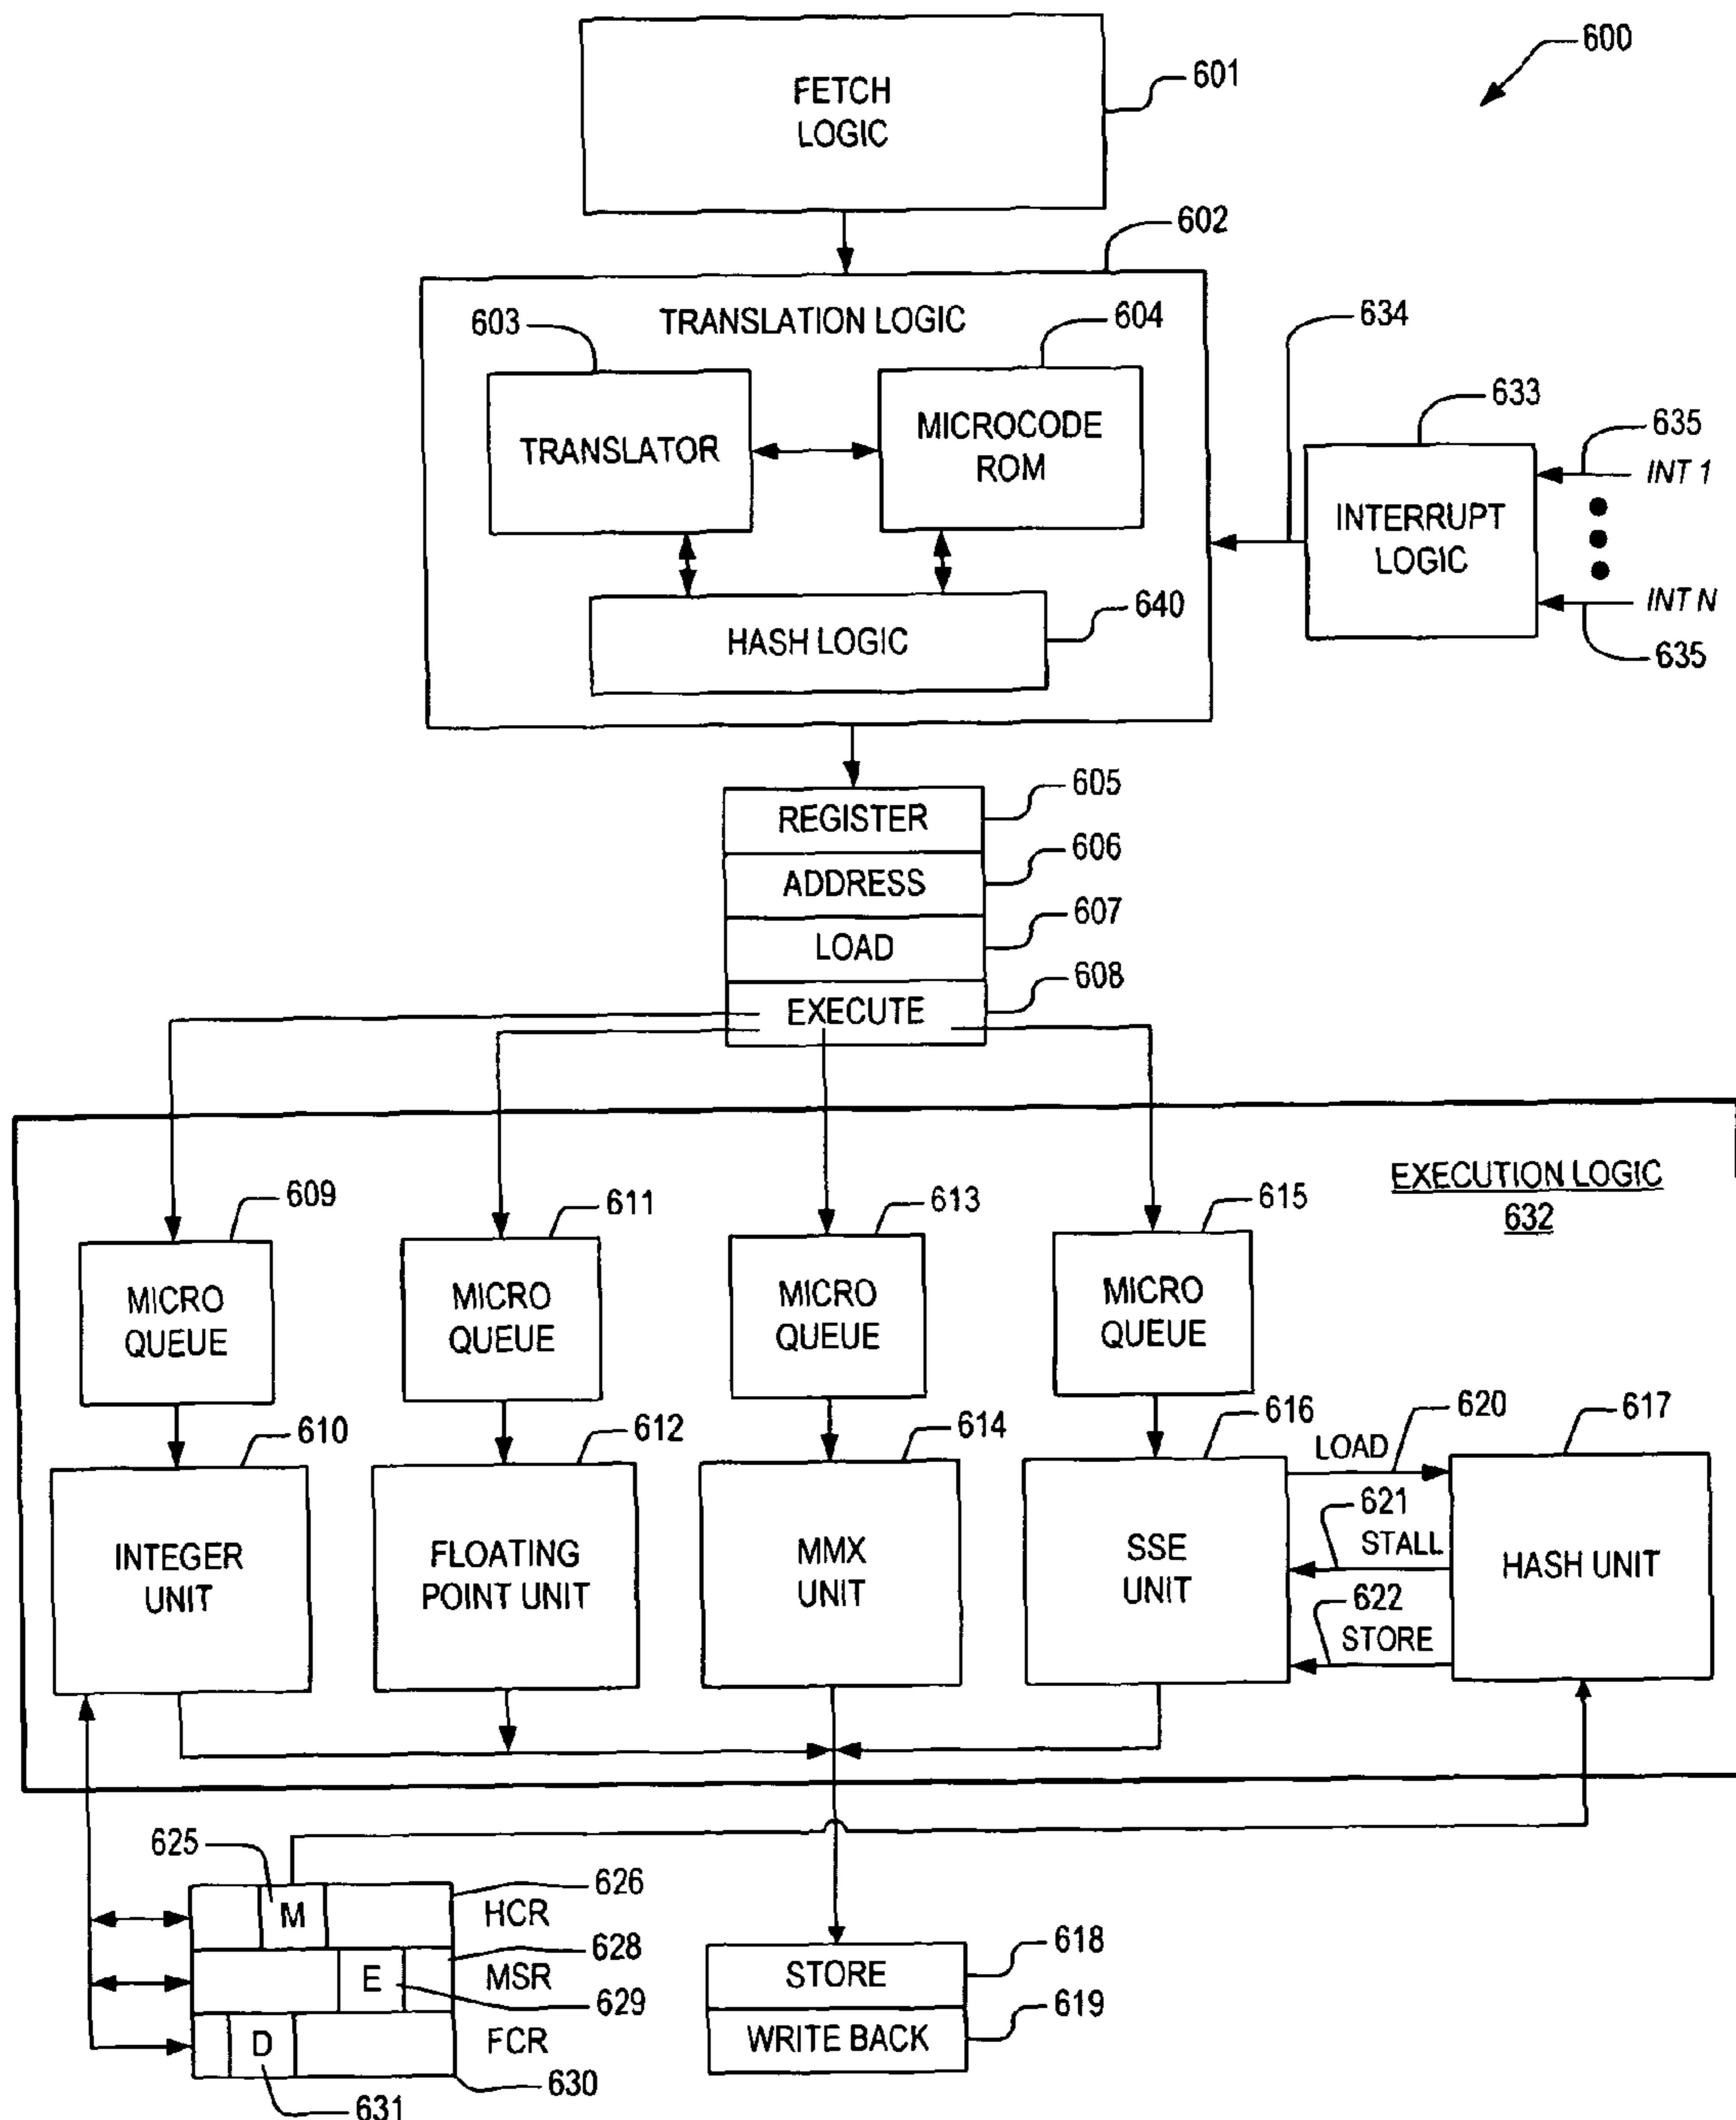 600
FETCH
LOGIC
601
602
TRANSLATION LOGIC
603
604
634
TRANSLATOR
MICROCODE
ROM
633
635
INT 1
INTERRUPT
LOGIC
INT N
635
HASH LOGIC
640
REGISTER
605
ADDRESS
606
LOAD
607
EXECUTE
608
EXECUTION LOGIC
632
609
611
613
615
MICRO
QUEUE
MICRO
QUEUE
MICRO
QUEUE
MICRO
QUEUE
610
612
614
616
620
617
LOAD
621
STALL
622
STORE
INTEGER
UNIT
FLOATING
POINT UNIT
MMX
UNIT
SSE
UNIT
HASH UNIT
625
626
M
HCR
628
E
MSR
629
D
FCR
630
631
STORE
618
WRITE BACK
619